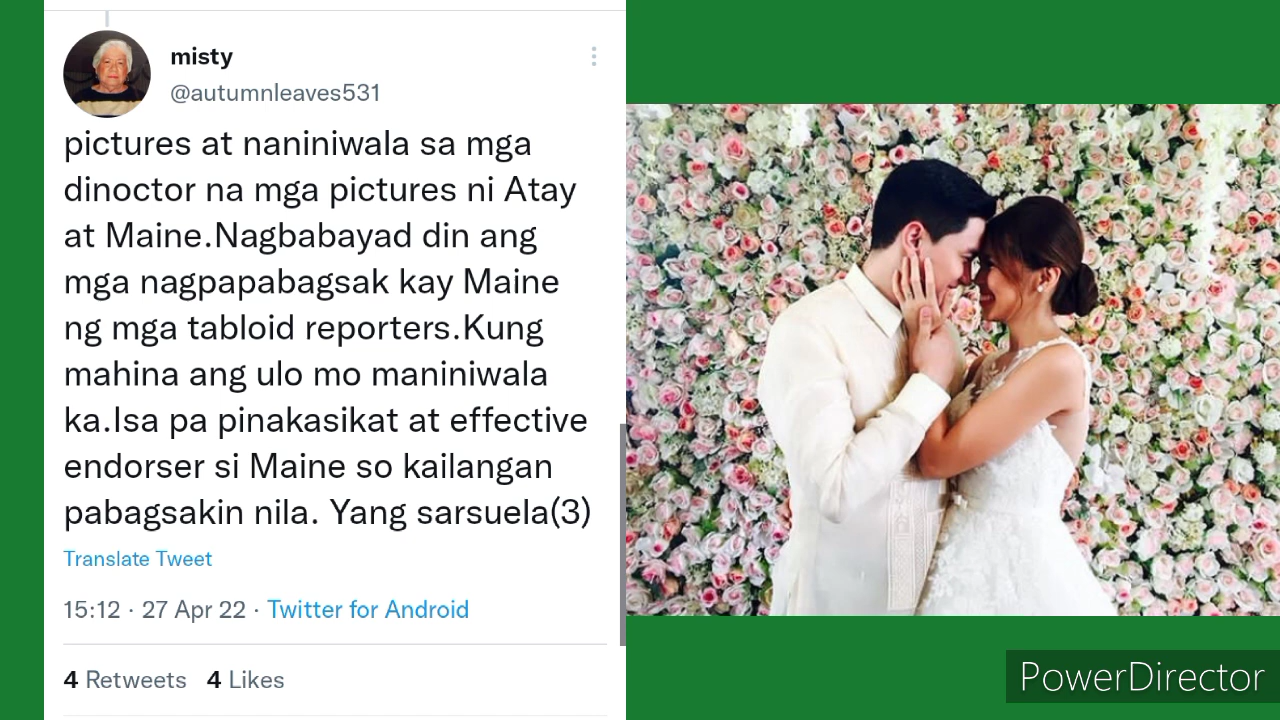 misty
@autumnleaves531
pictures at naniniwala sa mga
dinoctor na mga pictures ni Atay
at Maine.Nagbabayad din ang
mga nagpapabagsak kay Maine
ng mga tabloid reporters.Kung
mahina ang ulo mo maniniwala
ka.Isa pa pinakasikat at effective
endorser si Maine so kailangan
pabagsakin nila. Yang sarsuela(3)
Translate Tweet
15:12 · 27 Apr 22 · Twitter for Android
4 Retweets 4 Likes
PowerDirector